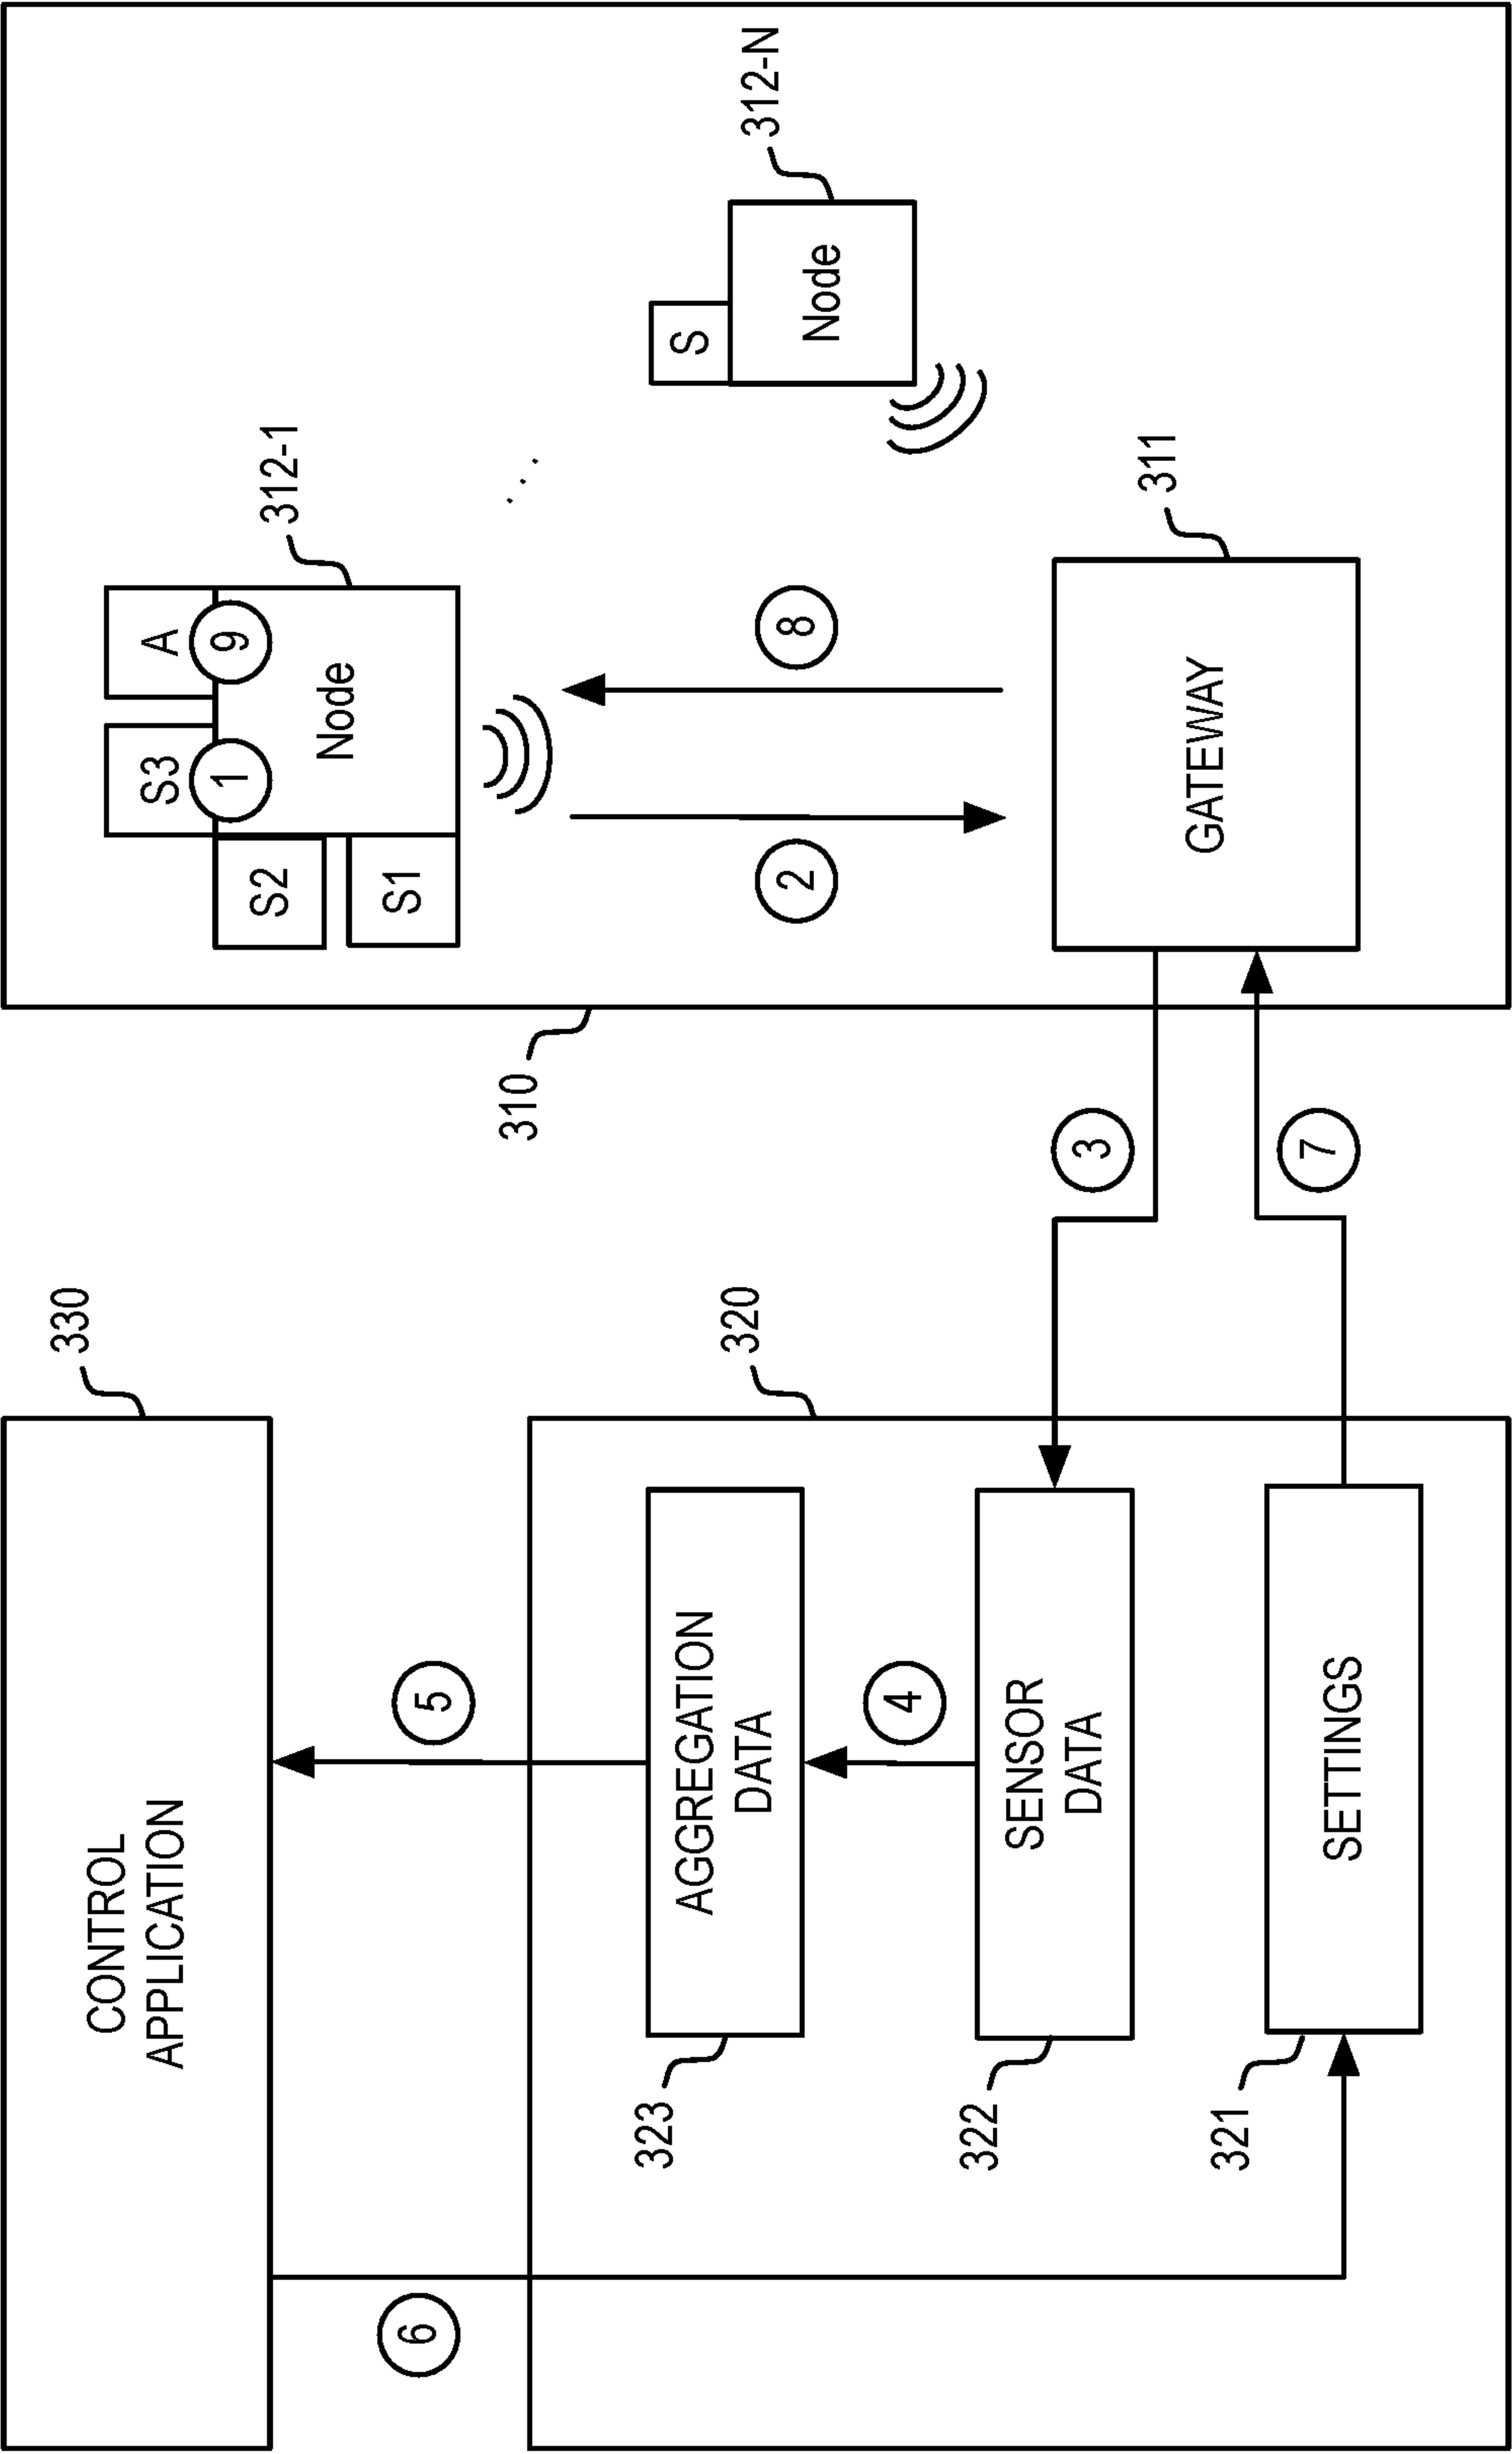 330
CONTROL
APPLICATION
5
6
320
AGGREGATION
DATA
323
4
SENSOR
DATA
322
SETTINGS
321
3
7
310
S2
S1
S3
A
1
9
Node
312-1
2
8
. . .
S
Node
312-N
GATEWAY
311